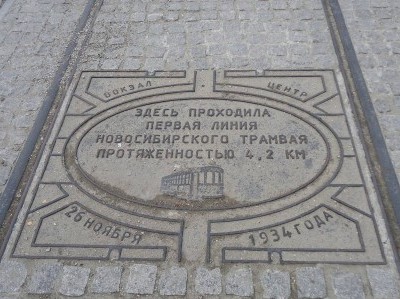 ВОКЗАЛ ЦЕНТР
ЗДЕСЬ ПРОХОДИЛА
ПЕРВАЯ ЛИНИЯ
НОВОСИБИРСКОГО ТРАМВАЯ
ПРОТЯЖЕННОСТЬЮ 4,2 КМ
26 НОЯБРЯ 1934 ГОДА